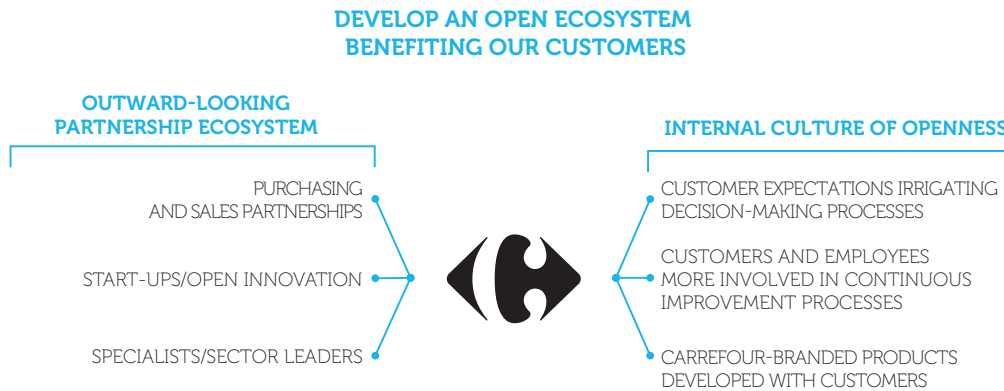 DEVELOP AN OPEN ECOSYSTEM
BENEFITING OUR CUSTOMERS
OUTWARD-LOOKING
PARTNERSHIP ECOSYSTEM
PURCHASING
AND SALES PARTNERSHIPS
START-UPS/OPEN INNOVATION
SPECIALISTS/SECTOR LEADERS
INTERNAL CULTURE OF OPENNESS
CUSTOMER EXPECTATIONS IRRIGATING
DECISION-MAKING PROCESSES
CUSTOMERS AND EMPLOYEES
MORE INVOLVED IN CONTINUOUS
IMPROVEMENT PROCESSES
CARREFOUR-BRANDED PRODUCTS
DEVELOPED WITH CUSTOMERS